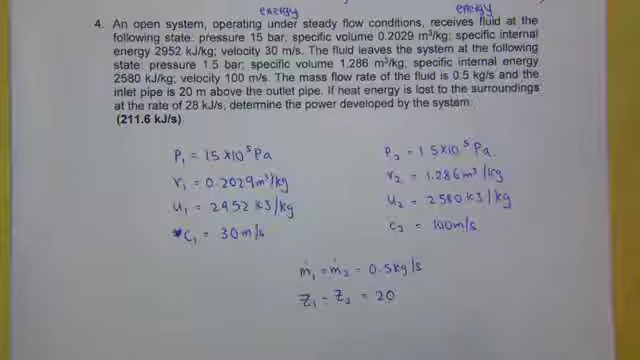 energy energy
4. An open system, operating under steady flow conditions, receives fluid at the
following state: pressure 15 bar; specific volume 0.2029 m³/kg; specific internal
energy 2952 kJ/kg; velocity 30 m/s. The fluid leaves the system at the following
state: pressure 1.5 bar; specific volume 1.286 m³/kg; specific internal energy
2580 kJ/kg; velocity 100 m/s. The mass flow rate of the fluid is 0.5 kg/s and the
inlet pipe is 20 m above the outlet pipe. If heat energy is lost to the surroundings
at the rate of 28 kJ/s, determine the power developed by the system.
(211.6 kJ/s)
P₁ = 15 × 10⁵ Pa
v₁ = 0.2029 m³/kg
u₁ = 2952 kJ/kg
C₁ = 30 m/s
P₂ = 1.5 × 10⁵ Pa
v₂ = 1.286 m³/kg
u₂ = 2580 kJ/kg
C₂ = 100 m/s
ṁ₁ = ṁ₂ = 0.5 kg/s
Z₁ - Z₂ = 20